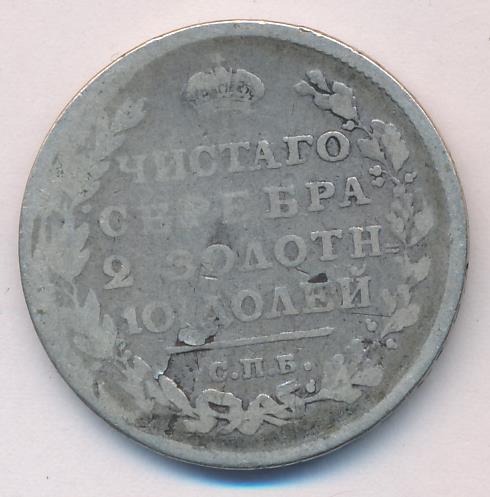 ЧИСТАГО
СЕРЕБРА
2 ЗОЛОТН
10 ДОЛЕЙ
С.П.Б.